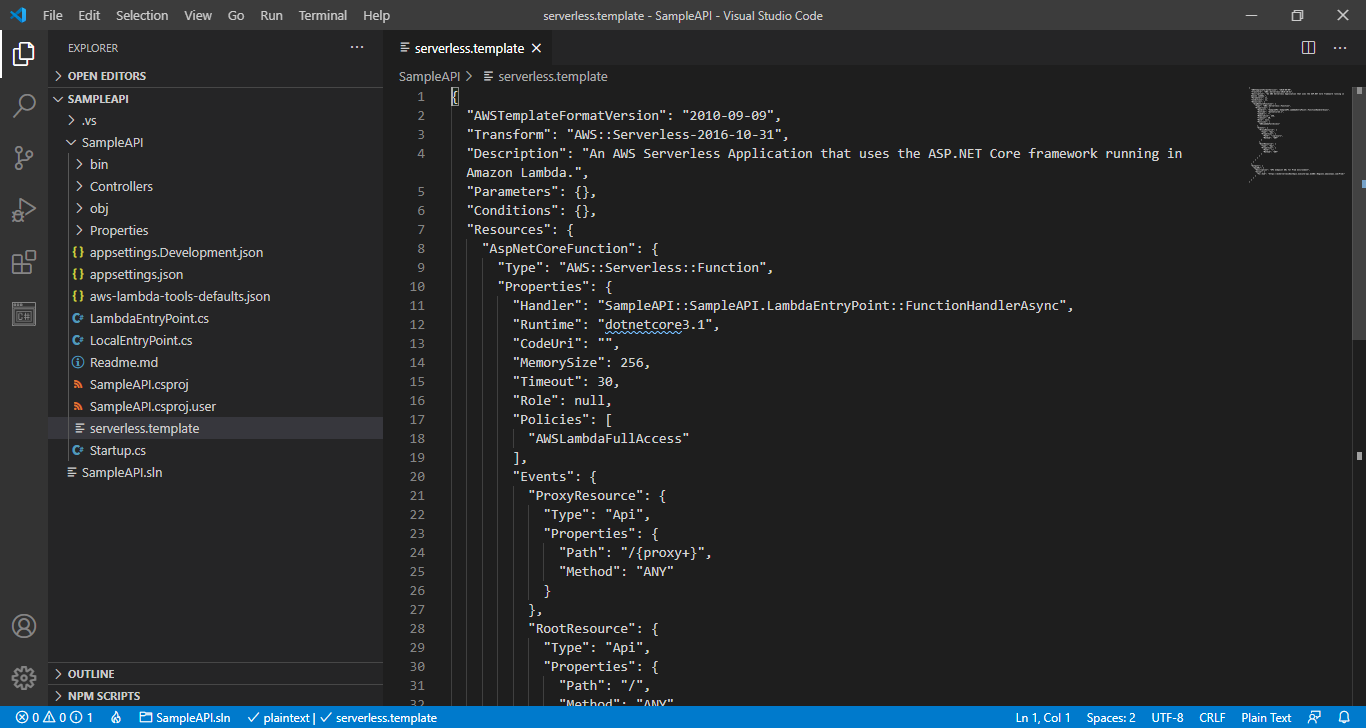 File Edit Selection View Go Run Terminal Help
serverless.template - SampleAPI - Visual Studio Code
EXPLORER
OPEN EDITORS
SAMPLEAPI
.vs
SampleAPI
bin
Controllers
obj
Properties
{} appsettings.Development.json
{} appsettings.json
{} aws-lambda-tools-defaults.json
C# LambdaEntryPoint.cs
C# LocalEntryPoint.cs
Readme.md
SampleAPI.csproj
SampleAPI.csproj.user
serverless.template
C# Startup.cs
SampleAPI.sln
OUTLINE
NPM SCRIPTS
C#
serverless.template
SampleAPI > serverless.template
1 {
2 "AWSTemplateFormatVersion": "2010-09-09",
3 "Transform": "AWS::Serverless-2016-10-31",
4 "Description": "An AWS Serverless Application that uses the ASP.NET Core framework running in
Amazon Lambda.",
5 "Parameters": {},
6 "Conditions": {},
7 "Resources": {
8 "AspNetCoreFunction": {
9 "Type": "AWS::Serverless::Function",
10 "Properties": {
11 "Handler": "SampleAPI::SampleAPI.LambdaEntryPoint::FunctionHandlerAsync",
12 "Runtime": "dotnetcore3.1",
13 "CodeUri": "",
14 "MemorySize": 256,
15 "Timeout": 30,
16 "Role": null,
17 "Policies": [
18 "AWSLambdaFullAccess"
19 ],
20 "Events": {
21 "ProxyResource": {
22 "Type": "Api",
23 "Properties": {
24 "Path": "/{proxy+}",
25 "Method": "ANY"
26 }
27 },
28 "RootResource": {
29 "Type": "Api",
30 "Properties": {
31 "Path": "/",
32 "Method": "ANY"
0 0 1 SampleAPI.sln plaintext | serverless.template
Ln 1, Col 1 Spaces: 2 UTF-8 CRLF Plain Text